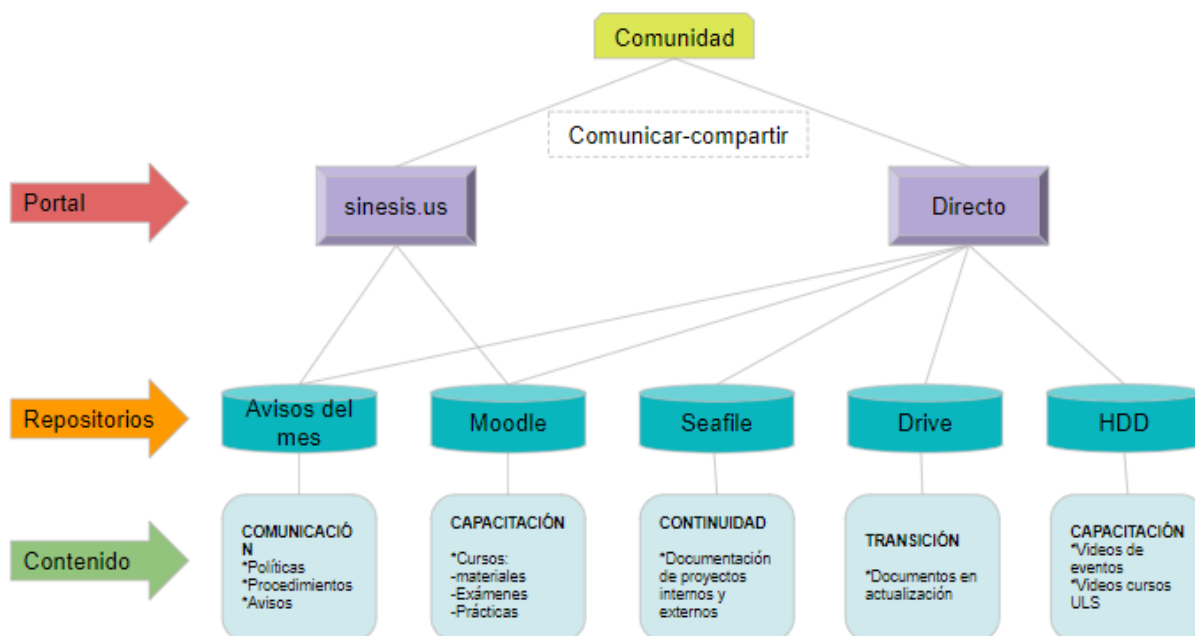 Comunidad
Comunicar-compartir
Portal
sinesis.us
Directo
Repositorios
Avisos del
mes
Moodle
Seafile
Drive
HDD
Contenido
COMUNICACIÓ
N
*Políticas
*Procedimientos
*Avisos
CAPACITACIÓN
*Cursos:
-materiales
-Exámenes
-Prácticas
CONTINUIDAD
*Documentación
de proyectos
internos y
externos
TRANSICIÓN
*Documentos en
actualización
CAPACITACIÓN
*Videos de
eventos
*Videos cursos
ULS